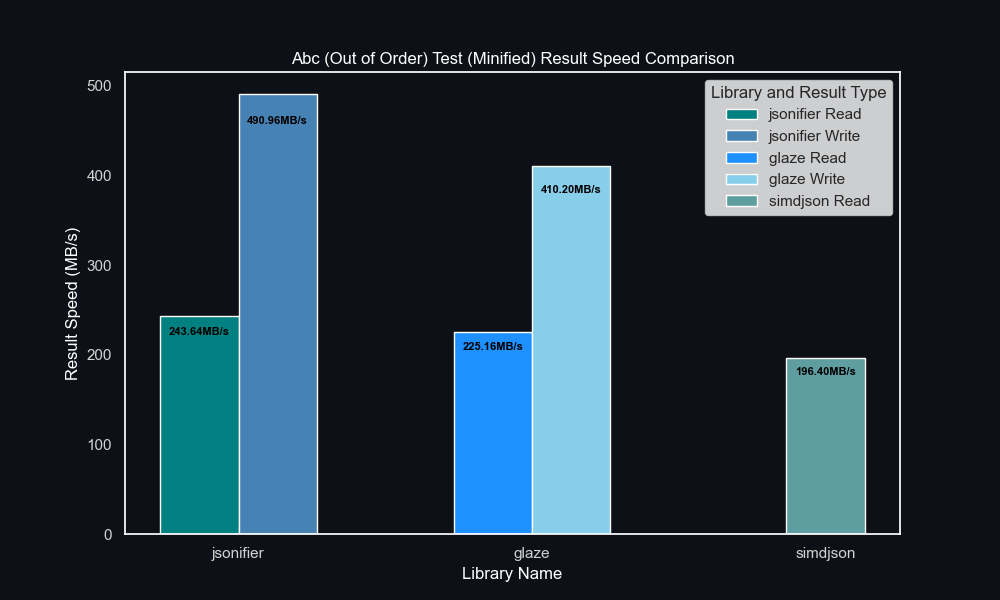 Abc (Out of Order) Test (Minified) Result Speed Comparison
Result Speed (MB/s)
500
400
300
200
100
0
490.96MB/s
410.20MB/s
243.64MB/s
225.16MB/s
196.40MB/s
Library and Result Type
jsonifier Read
jsonifier Write
glaze Read
glaze Write
simdjson Read
jsonifier
glaze
simdjson
Library Name